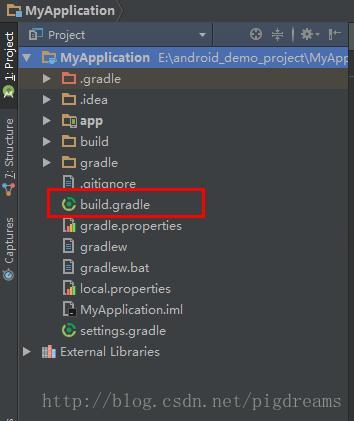 MyApplication
1: Project
7: Structure
Captures
Project
MyApplication E:\android_demo_project\MyApp
.gradle
.idea
app
build
gradle
.gitignore
build.gradle
gradle.properties
gradlew
gradlew.bat
local.properties
MyApplication.iml
settings.gradle
External Libraries
http://blog.csdn.net/pigdreams